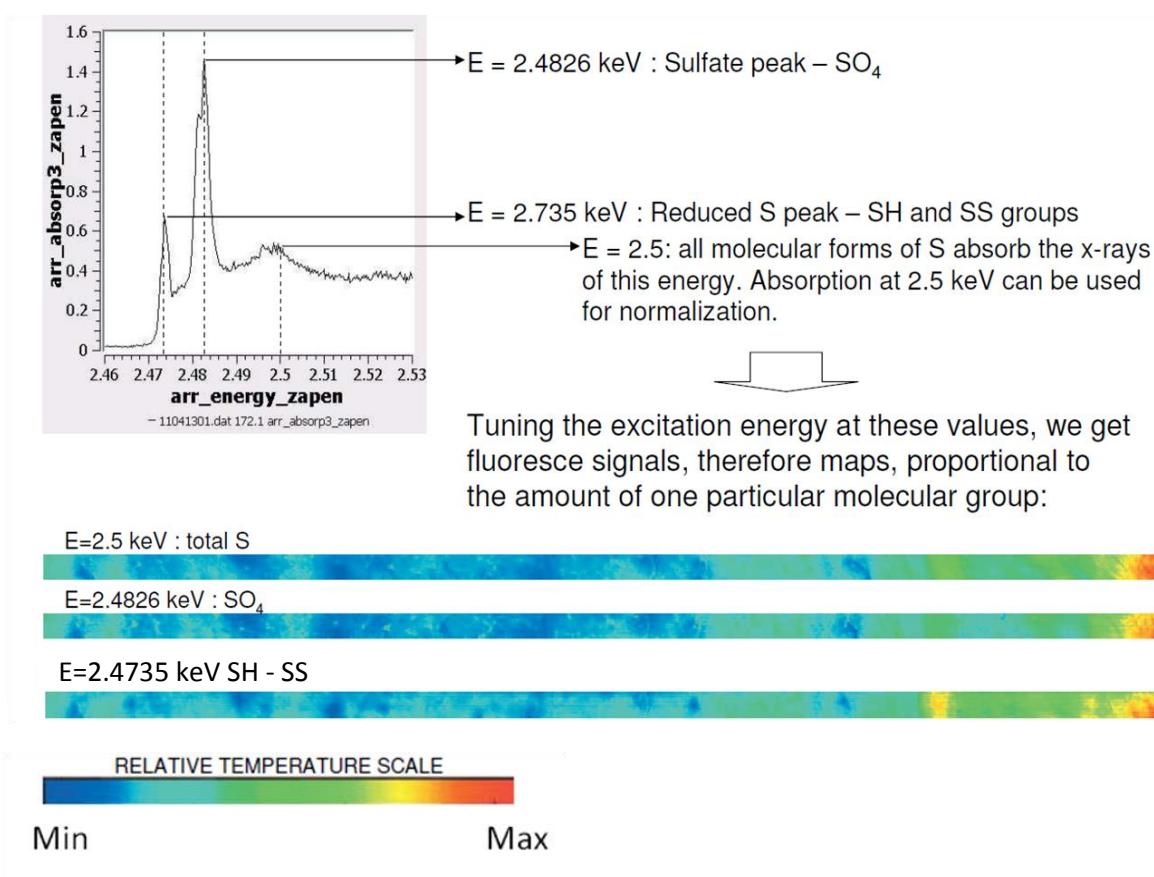 1.6
1.4
1.2
1
0.8
0.6
0.4
0.2
0
arr_absorp3_zapen
2.46 2.47 2.48 2.49 2.5 2.51 2.52 2.53
arr_energy_zapen
− 11041301.dat 172.1 arr_absorp3_zapen
E = 2.4826 keV : Sulfate peak – SO₄
E = 2.735 keV : Reduced S peak – SH and SS groups
E = 2.5: all molecular forms of S absorb the x-rays
of this energy. Absorption at 2.5 keV can be used
for normalization.
Tuning the excitation energy at these values, we get
fluoresce signals, therefore maps, proportional to
the amount of one particular molecular group:
E=2.5 keV : total S
E=2.4826 keV : SO₄
E=2.4735 keV SH - SS
RELATIVE TEMPERATURE SCALE
Min Max